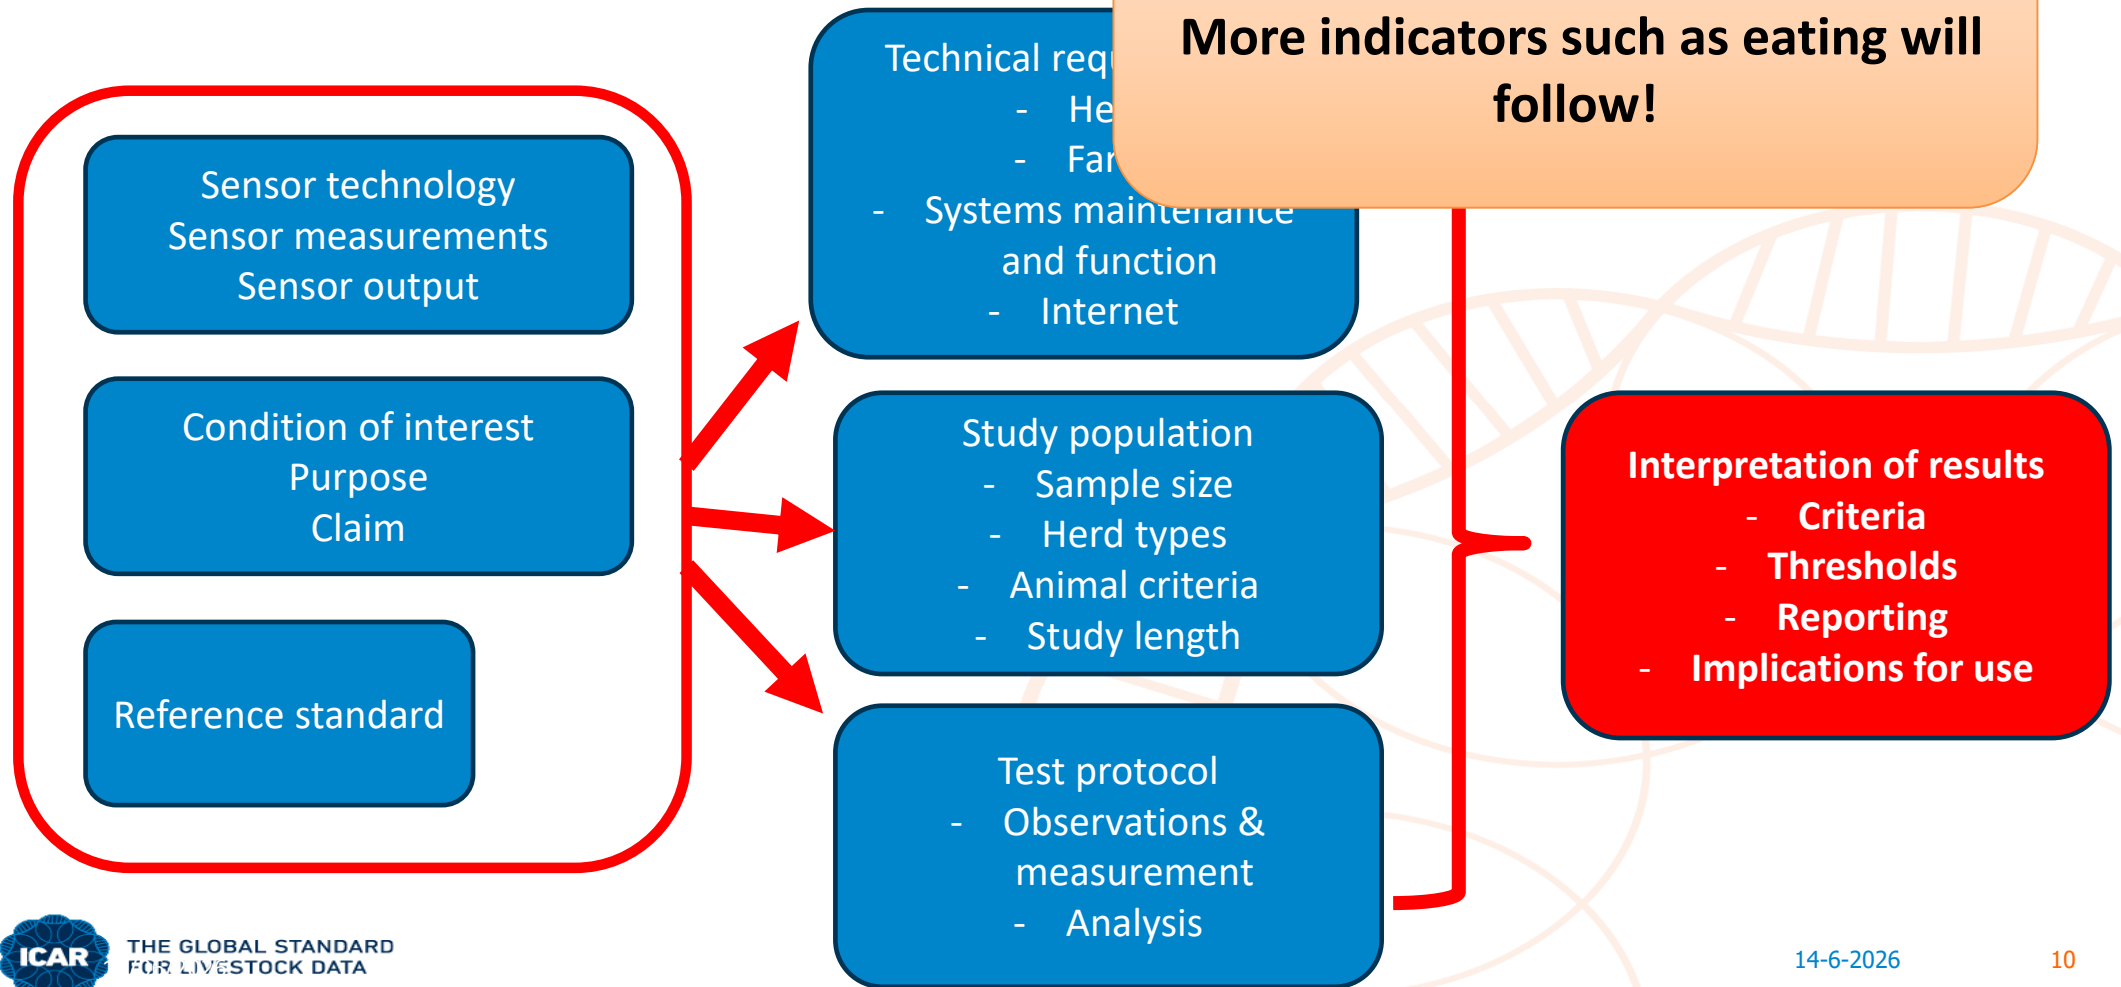 More indicators such as eating will
follow!
Technical
-
-
- Systems maintenance
and function
- Internet
Sensor technology
Sensor measurements
Sensor output
Condition of interest
Purpose
Claim
Reference standard
Study population
- Sample size
- Herd types
- Animal criteria
- Study length
Test protocol
- Observations &
measurement
- Analysis
Interpretation of results
- Criteria
- Thresholds
- Reporting
- Implications for use
ICAR
THE GLOBAL STANDARD
FOR LIVESTOCK DATA
14-6-2026
10